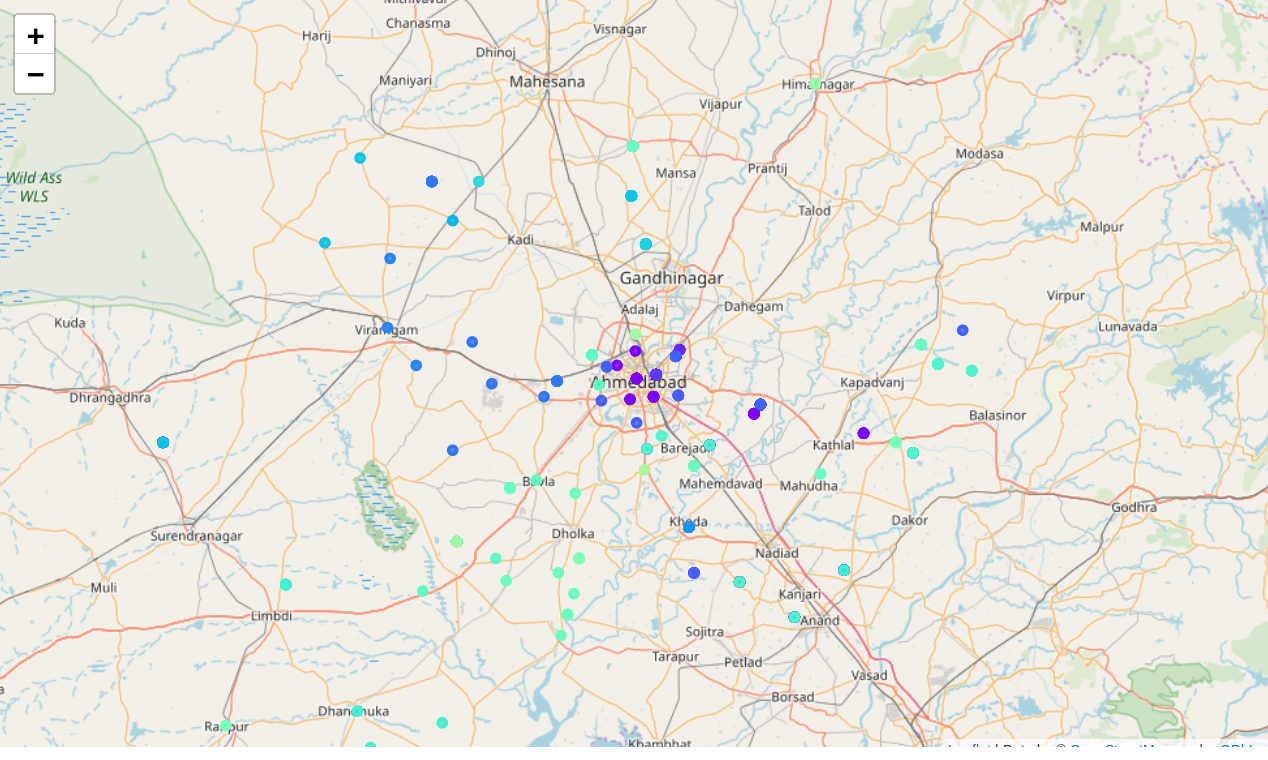 Mithivavdi
Chanasma
Harij
Visnagar
Dhinoj
+
−
Maniyari
Mahesana
Himatnagar
Vijapur
Modasa
Mansa
Prantij
Wild Ass
WLS
Talod
Malpur
Kadi
Gandhinagar
Virpur
Adalaj
Dahegam
Kuda
Viramgam
Lunavada
Ahmedabad
Kapadvanj
Dhrangadhra
Balasinor
Barejadi
Kathlal
Bavla
Mahemdavad
Mahudha
Godhra
Kheda
Dakor
Surendranagar
Dholka
Nadiad
Muli
Kanjari
Limbdi
Anand
Sojitra
Tarapur
Petlad
Vasad
Borsad
Dhandhuka
Ranpur
Khambhat